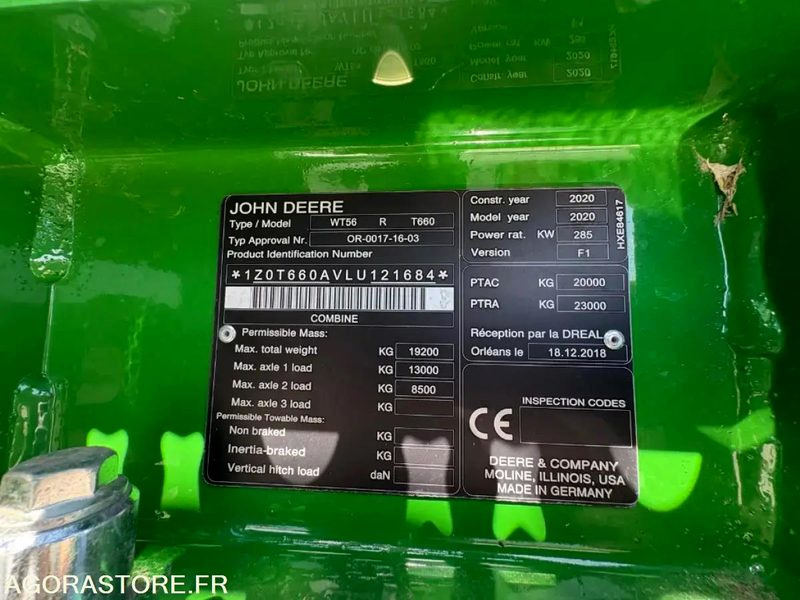 JOHN DEERE
Type / Model WT56 R T660
Typ Approval Nr. OR-0017-16-03
Product Identification Number
*1Z0T660AVLU121684*
COMBINE
Permissible Mass:
Max. total weight KG 19200
Max. axle 1 load KG 13000
Max. axle 2 load KG 8500
Max. axle 3 load KG
Permissible Towable Mass:
Non braked KG
Inertia-braked KG
Vertical hitch load daN
Constr. year 2020
Model year 2020
Power rat. KW 285
Version F1
HXE84617
PTAC KG 20000
PTRA KG 23000
Réception par la DREAL
Orléans le 18.12.2018
CE
INSPECTION CODES
DEERE & COMPANY
MOLINE, ILLINOIS, USA
MADE IN GERMANY
AGORASTORE.FR